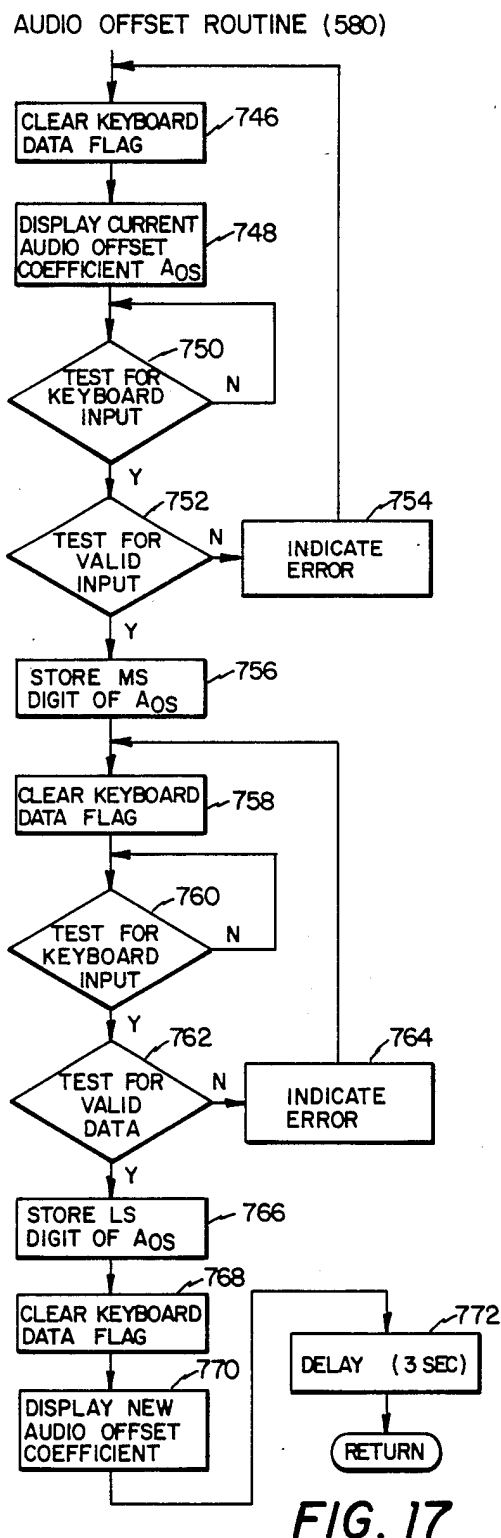 AUDIO OFFSET ROUTINE (580)
CLEAR KEYBOARD
DATA FLAG
746
DISPLAY CURRENT
AUDIO OFFSET
COEFFICIENT AOS
748
750
TEST FOR
KEYBOARD
INPUT
N
Y
752
TEST FOR
VALID
INPUT
N
754
INDICATE
ERROR
Y
STORE MS
DIGIT OF AOS
756
CLEAR KEYBOARD
DATA FLAG
758
760
TEST FOR
KEYBOARD
INPUT
N
Y
762
TEST FOR
VALID
DATA
N
764
INDICATE
ERROR
Y
STORE LS
DIGIT OF AOS
766
768
CLEAR KEYBOARD
DATA FLAG
770
DISPLAY NEW
AUDIO OFFSET
COEFFICIENT
772
DELAY (3 SEC)
RETURN
FIG. 17